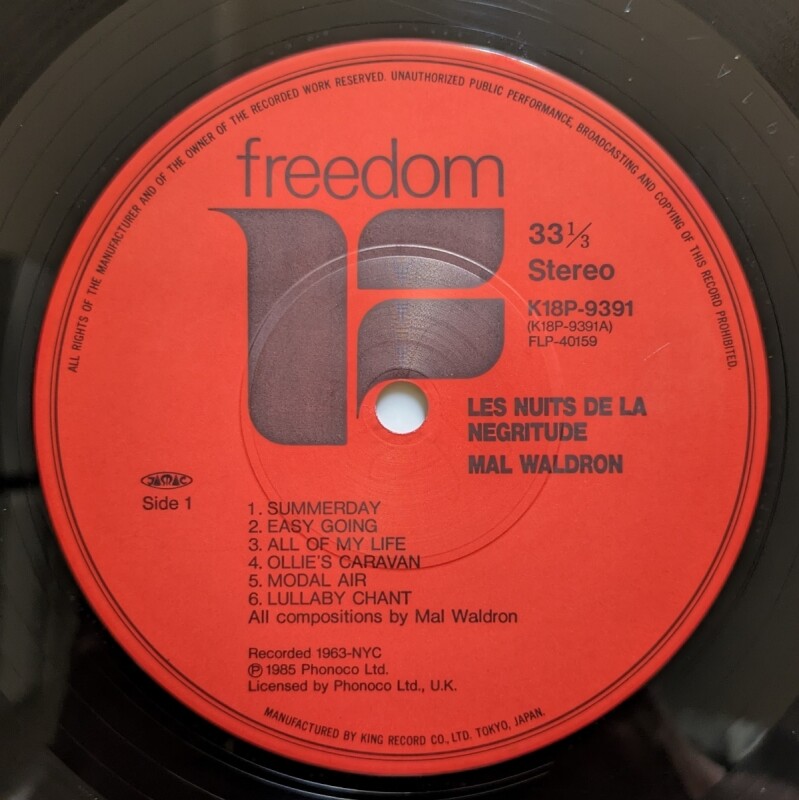 ALL RIGHTS OF THE MANUFACTURER AND OF THE OWNER OF THE RECORDED WORK RESERVED. UNAUTHORIZED PUBLIC PERFORMANCE, BROADCASTING AND COPYING OF THIS RECORD PROHIBITED.
freedom
33⅓
Stereo
K18P-9391
(K18P-9391A)
FLP-40159
LES NUITS DE LA
NEGRITUDE
MAL WALDRON
JASRAC
Side 1
1. SUMMERDAY
2. EASY GOING
3. ALL OF MY LIFE
4. OLLIE'S CARAVAN
5. MODAL AIR
6. LULLABY CHANT
All compositions by Mal Waldron
Recorded 1963-NYC
℗ 1985 Phonoco Ltd.
Licensed by Phonoco Ltd., U.K.
MANUFACTURED BY KING RECORD CO., LTD. TOKYO, JAPAN.